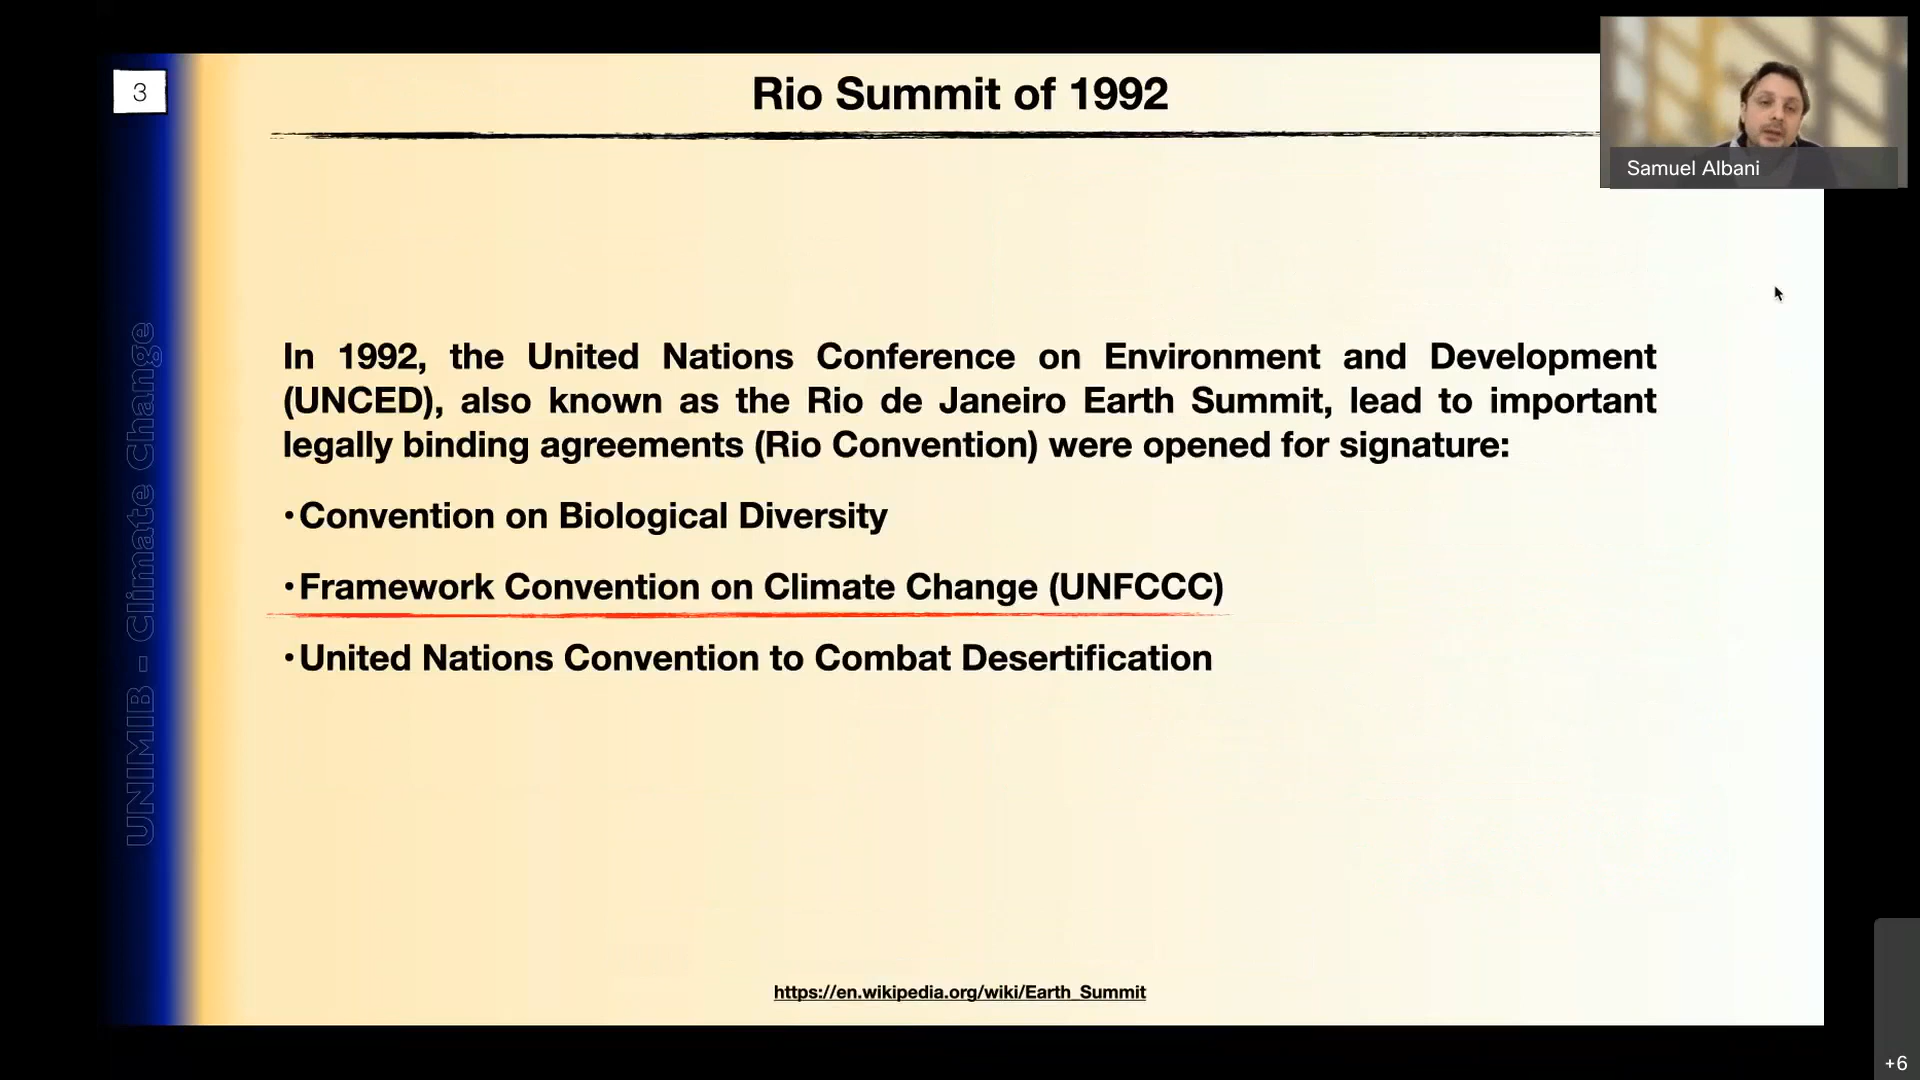 3
Rio Summit of 1992
Samuel Albani
UNIMIB - Climate Change
In 1992, the United Nations Conference on Environment and Development
(UNCED), also known as the Rio de Janeiro Earth Summit, lead to important
legally binding agreements (Rio Convention) were opened for signature:
•Convention on Biological Diversity
•Framework Convention on Climate Change (UNFCCC)
•United Nations Convention to Combat Desertification
https://en.wikipedia.org/wiki/Earth_Summit
+6